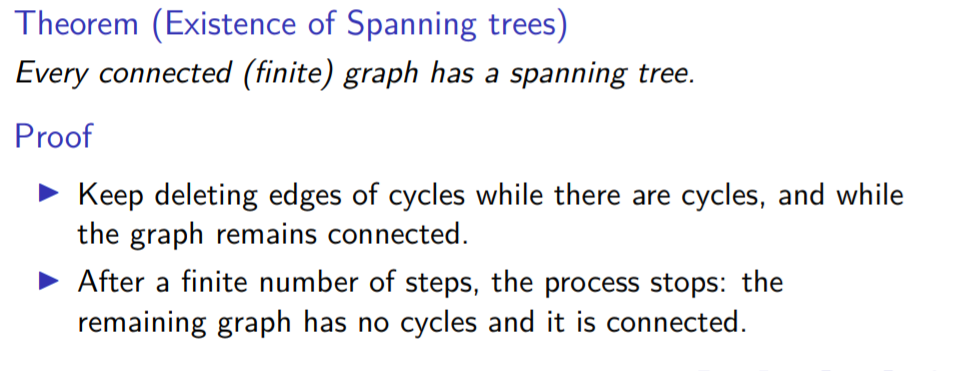 Theorem (Existence of Spanning trees)
Every connected (finite) graph has a spanning tree.
Proof
▶ Keep deleting edges of cycles while there are cycles, and while
the graph remains connected.
▶ After a finite number of steps, the process stops: the
remaining graph has no cycles and it is connected.